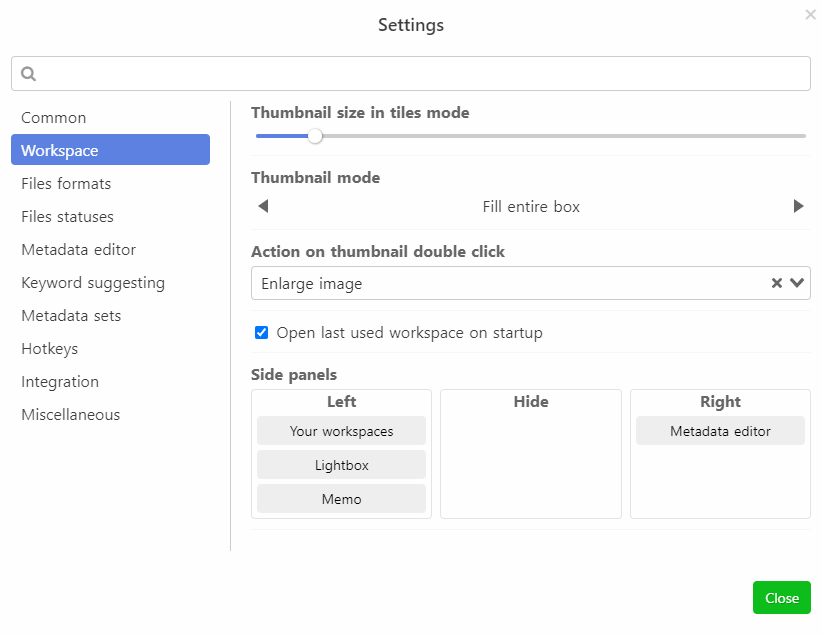 Settings
Common
Workspace
Files formats
Files statuses
Metadata editor
Keyword suggesting
Metadata sets
Hotkeys
Integration
Miscellaneous
Thumbnail size in tiles mode
Thumbnail mode
Fill entire box
Action on thumbnail double click
Enlarge image
Open last used workspace on startup
Side panels
Left
Your workspaces
Lightbox
Memo
Hide
Right
Metadata editor
Close